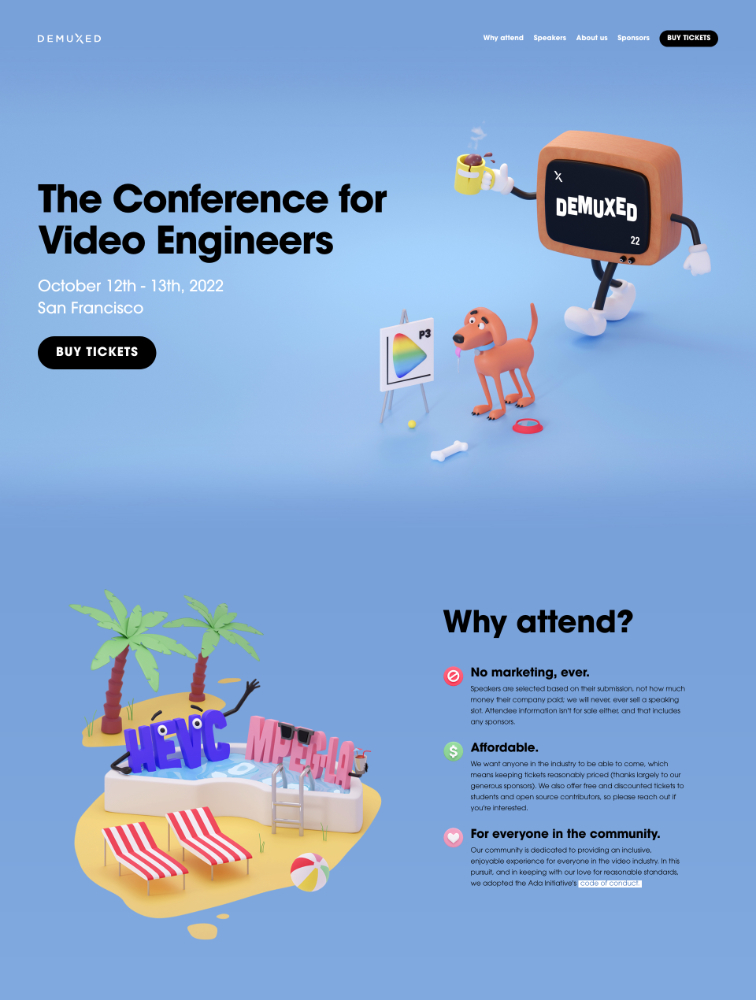 DEMUXED
Why attend Speakers About us Sponsors BUY TICKETS
DEMUXED
22
The Conference for
Video Engineers
October 12th - 13th, 2022
San Francisco
BUY TICKETS
P3
Why attend?
No marketing, ever.
Speakers are selected based on their submission, not how much
money their company paid; we will never, ever sell a speaking
slot. Attendee information isn't for sale either, and that includes
any sponsors.
HEVC
Affordable.
We want anyone in the industry to be able to come, which
means keeping tickets reasonably priced (thanks largely to our
generous sponsors). We also offer free and discounted tickets to
students and open source contributors, so please reach out if
you're interested.
For everyone in the community.
Our community is dedicated to providing an inclusive,
enjoyable experience for everyone in the video industry. In this
pursuit, and in keeping with our love for reasonable standards,
we adopted the Ada Initiative's code of conduct.